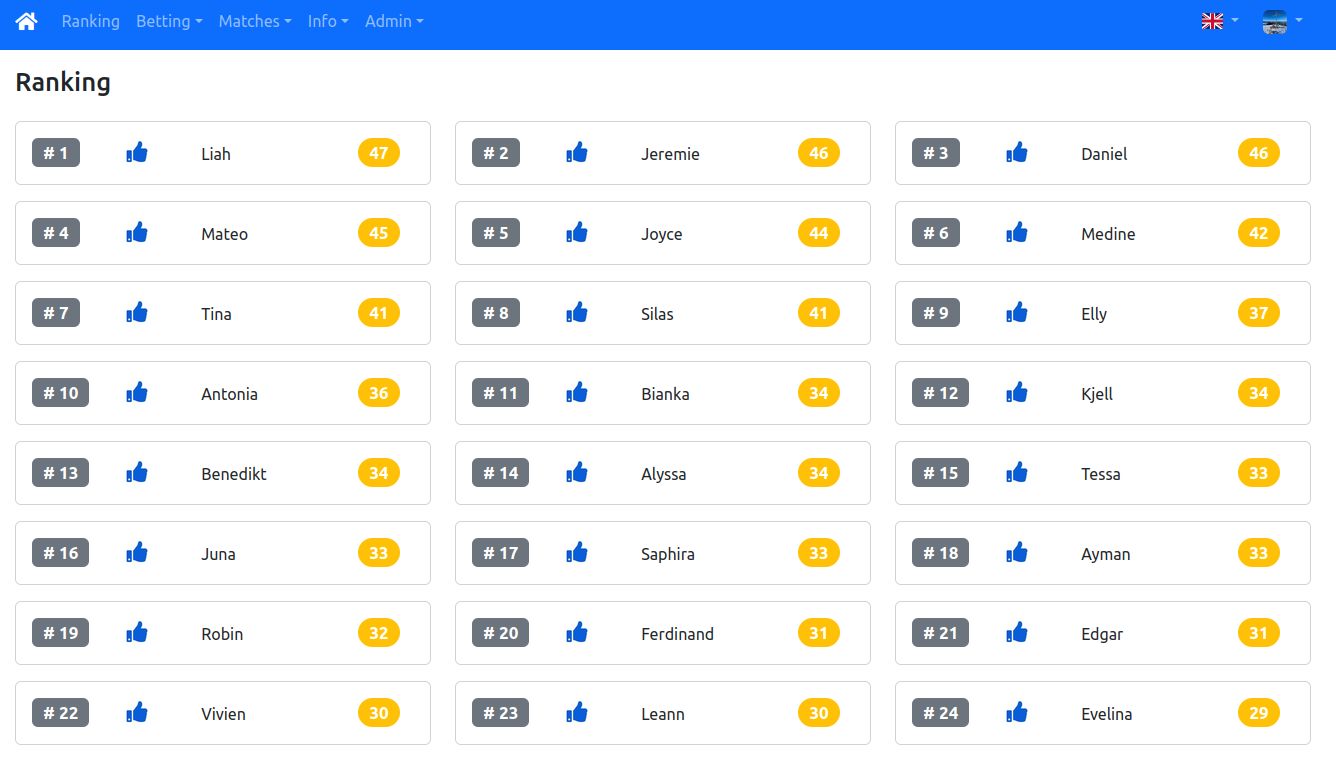 Ranking Betting Matches Info Admin
Ranking
# 1 Liah 47 # 2 Jeremie 46 # 3 Daniel 46
# 4 Mateo 45 # 5 Joyce 44 # 6 Medine 42
# 7 Tina 41 # 8 Silas 41 # 9 Elly 37
# 10 Antonia 36 # 11 Bianka 34 # 12 Kjell 34
# 13 Benedikt 34 # 14 Alyssa 34 # 15 Tessa 33
# 16 Juna 33 # 17 Saphira 33 # 18 Ayman 33
# 19 Robin 32 # 20 Ferdinand 31 # 21 Edgar 31
# 22 Vivien 30 # 23 Leann 30 # 24 Evelina 29